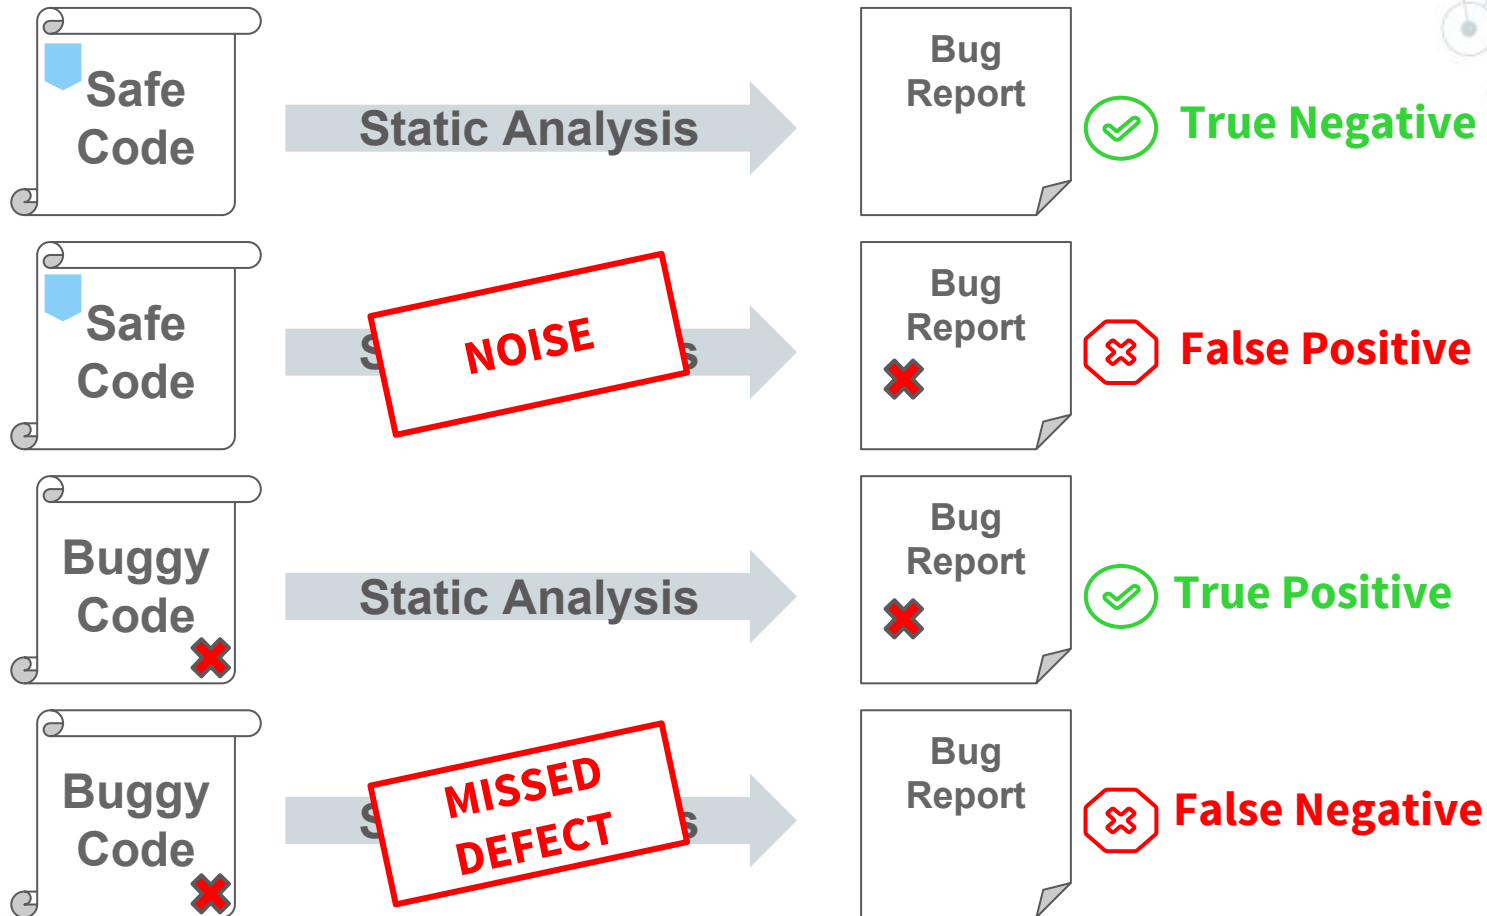 Safe
Code
Static Analysis
Bug
Report
True Negative
Safe
Code
NOISE
Bug
Report
False Positive
Buggy
Code
Static Analysis
Bug
Report
True Positive
Buggy
Code
MISSED
DEFECT
Bug
Report
False Negative